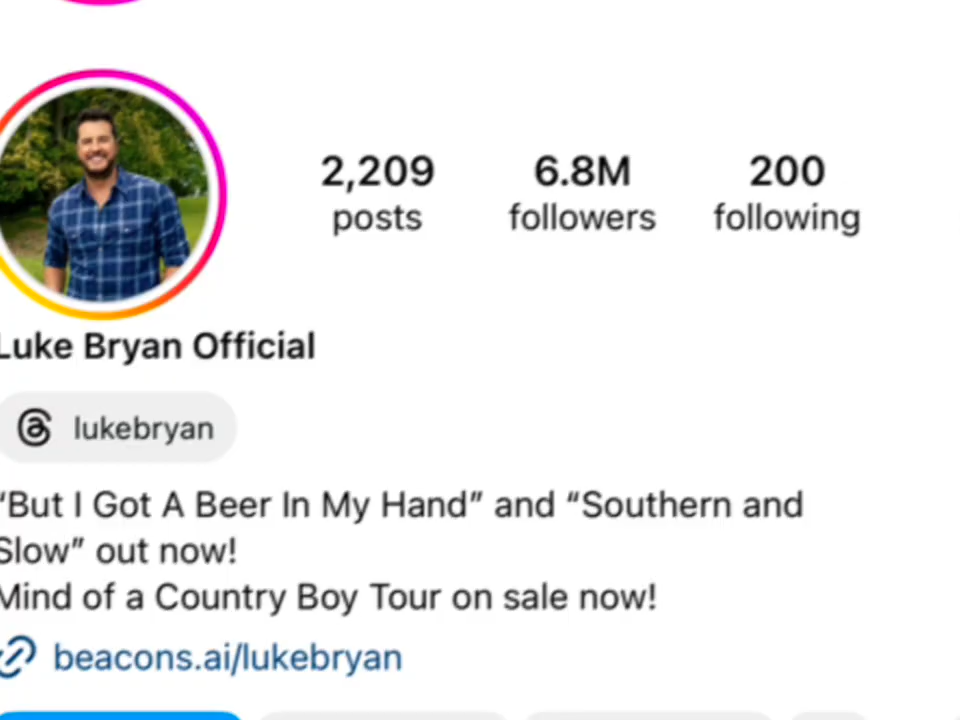 2,209 6.8M 200
posts followers following
Luke Bryan Official
lukebryan
“But I Got A Beer In My Hand” and “Southern and
Slow” out now!
Mind of a Country Boy Tour on sale now!
beacons.ai/lukebryan